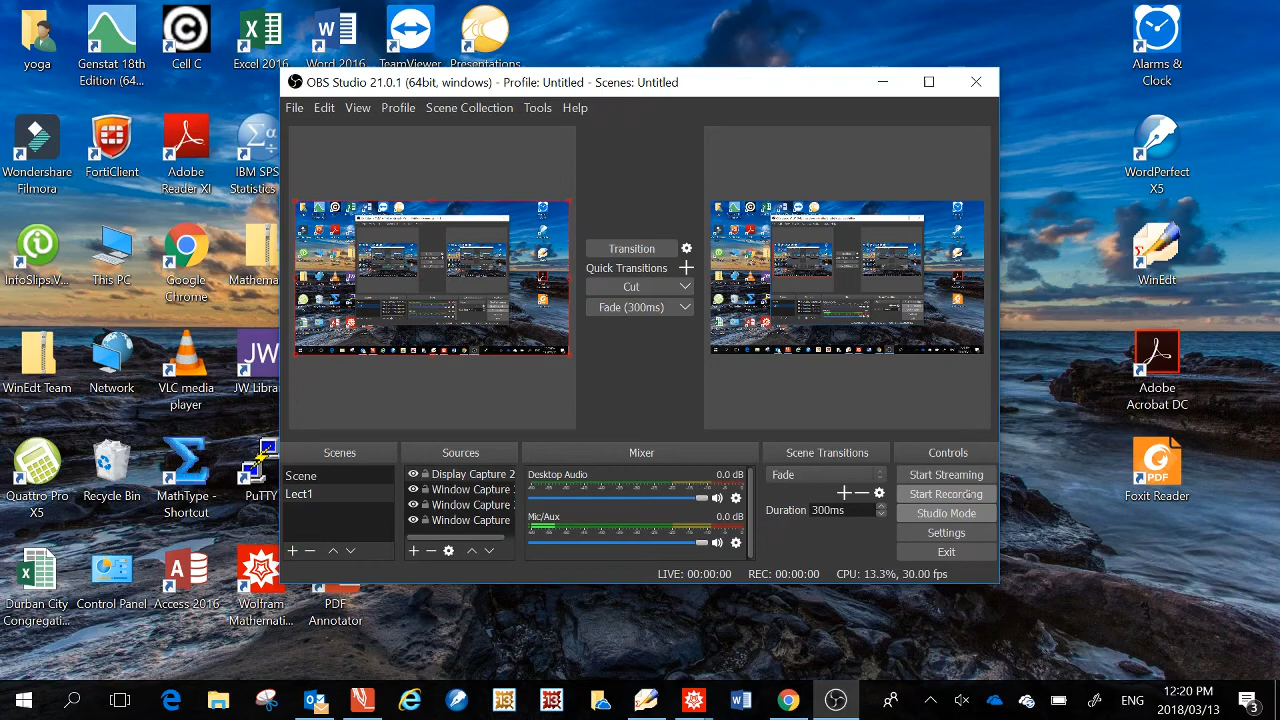 yoga
Genstat 18th
Edition (64...
Cell C
Excel 2016
Word 2016
TeamViewer
Presentations
Alarms &
Clock
OBS Studio 21.0.1 (64bit, windows) - Profile: Untitled - Scenes: Untitled
File Edit View Profile Scene Collection Tools Help
Wondershare
Filmora
FortiClient
Adobe
Reader XI
IBM SPS
Statistics
WordPerfect
X5
InfoSlips.V...
This PC
Google
Chrome
Mathema
WinEdt
Transition
Quick Transitions
Cut
Fade (300ms)
WinEdt Team
Network
VLC media
player
JW Libra
Adobe
Acrobat DC
Quattro Pro
X5
Recycle Bin
MathType -
Shortcut
PuTTY
Foxit Reader
Scenes
Scene
Lect1
Sources
Display Capture 2
Window Capture
Window Capture
Window Capture
Mixer
Desktop Audio 0.0 dB
Mic/Aux 0.0 dB
Scene Transitions
Fade
Duration 300ms
Controls
Start Streaming
Start Recording
Studio Mode
Settings
Exit
LIVE: 00:00:00 REC: 00:00:00 CPU: 13.3%, 30.00 fps
Durban City
Congregati...
Control Panel
Access 2016
Wolfram
Mathemati...
PDF
Annotator
ENG
12:20 PM
2018/03/13
3